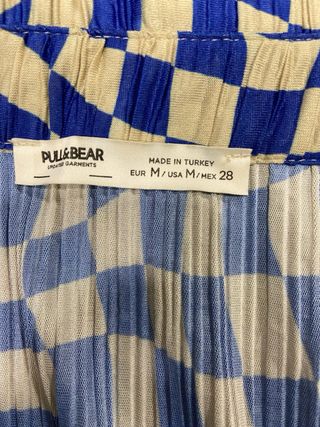 PULL&BEAR
MADE IN TURKEY
EUR M / USA M / MEX 28